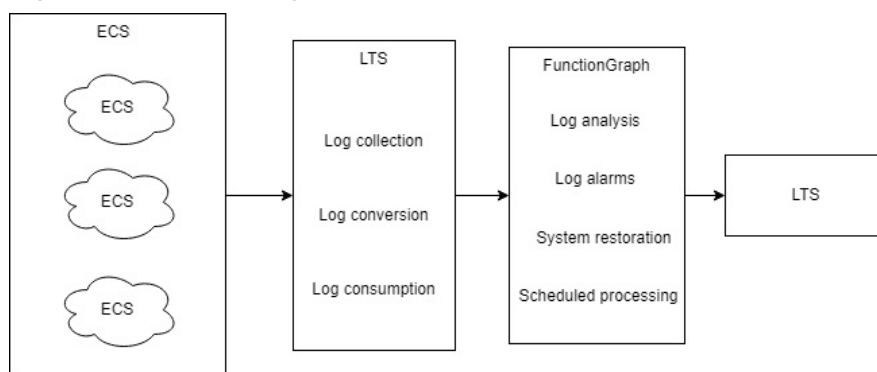 ECS
ECS
ECS
ECS
LTS
Log collection
Log conversion
Log consumption
FunctionGraph
Log analysis
Log alarms
System restoration
Scheduled processing
LTS